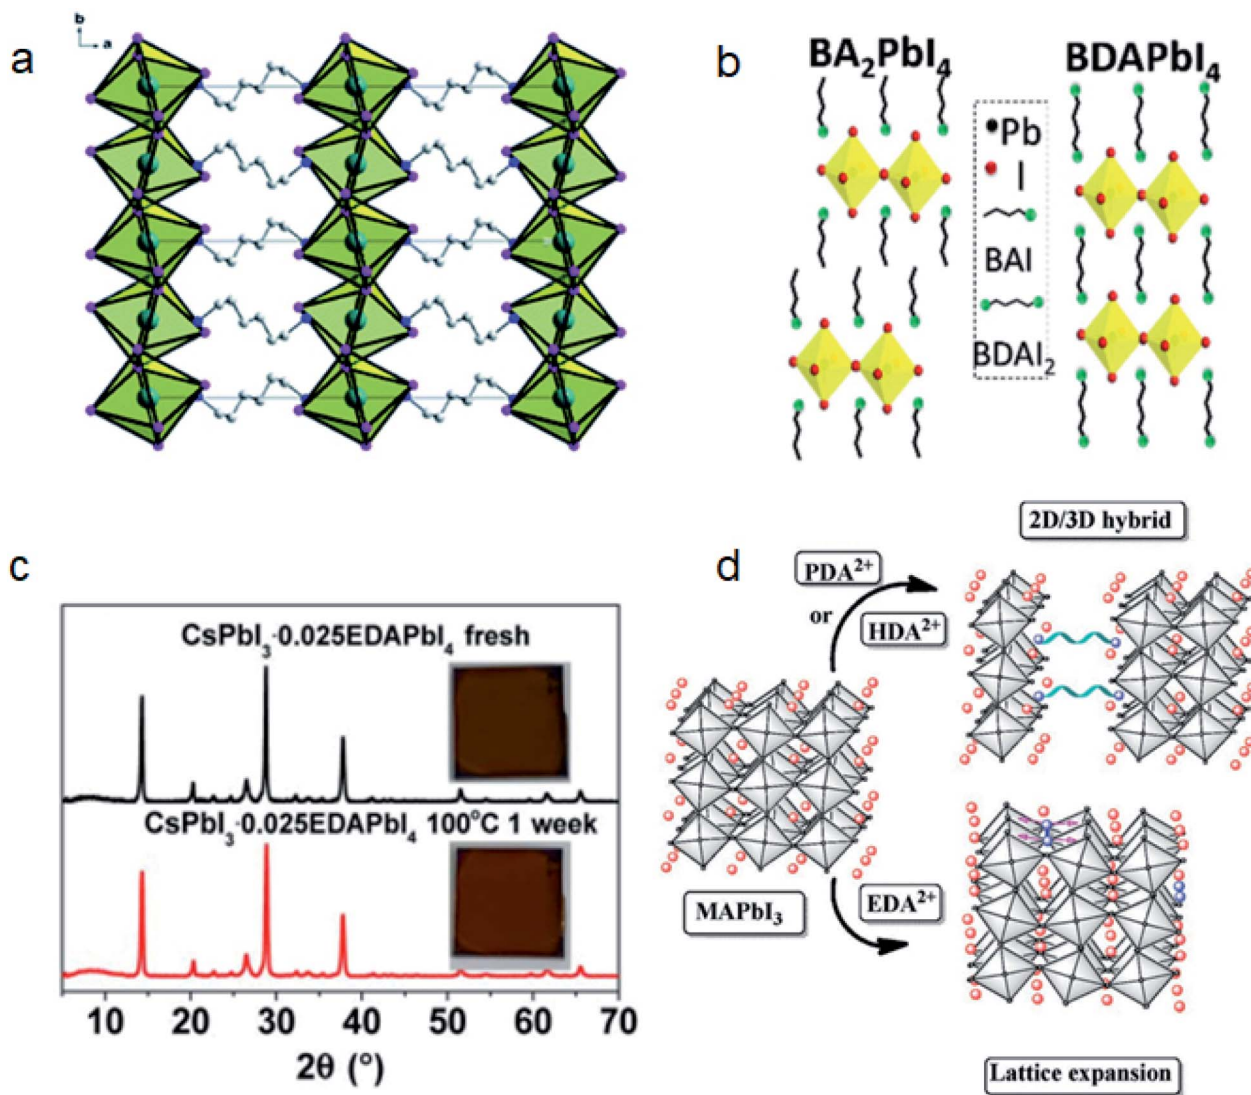 a
b
a
b
BA₂PbI₄
BDAPbI₄
Pb
I
BAI
BDAI₂
c
CsPbI₃·0.025EDAPbI₄ fresh
CsPbI₃·0.025EDAPbI₄ 100°C 1 week
10 20 30 40 50 60 70
2θ (°)
d
2D/3D hybrid
PDA²⁺
or
HDA²⁺
MAPbI₃
EDA²⁺
Lattice expansion